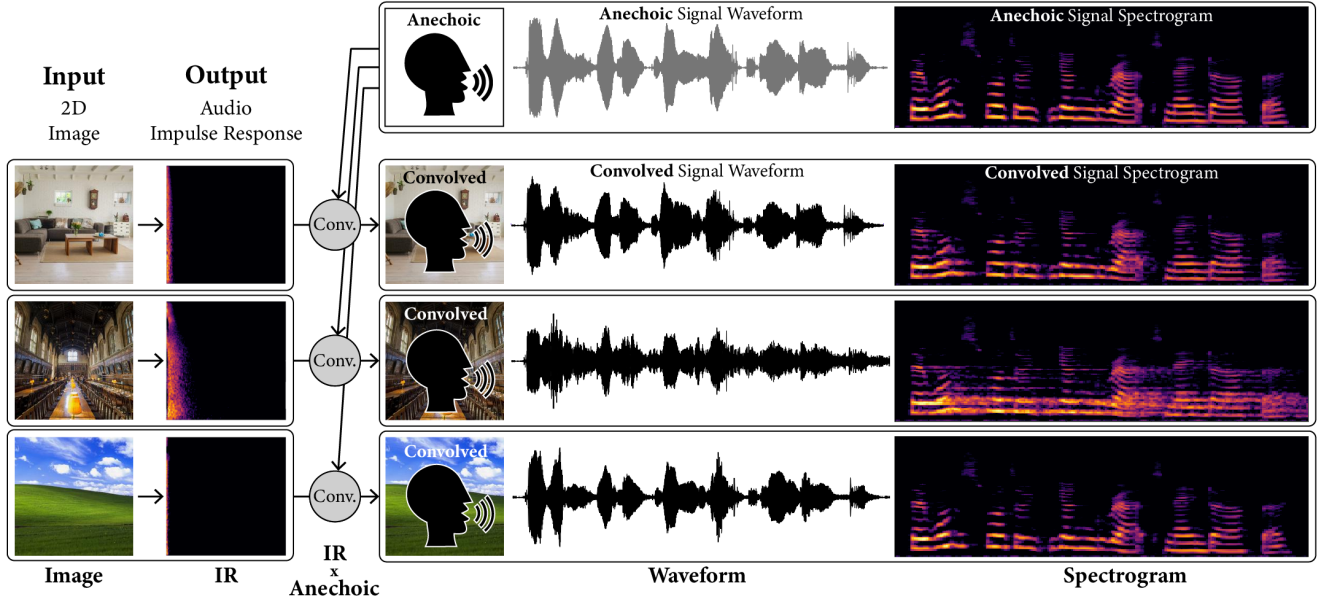 Anechoic
Anechoic Signal Waveform
Anechoic Signal Spectrogram
Input
2D
Image
Output
Audio
Impulse Response
Conv.
Convolved
Convolved Signal Waveform
Convolved Signal Spectrogram
Conv.
Convolved
Conv.
Convolved
Image
IR
IR
x
Anechoic
Waveform
Spectrogram